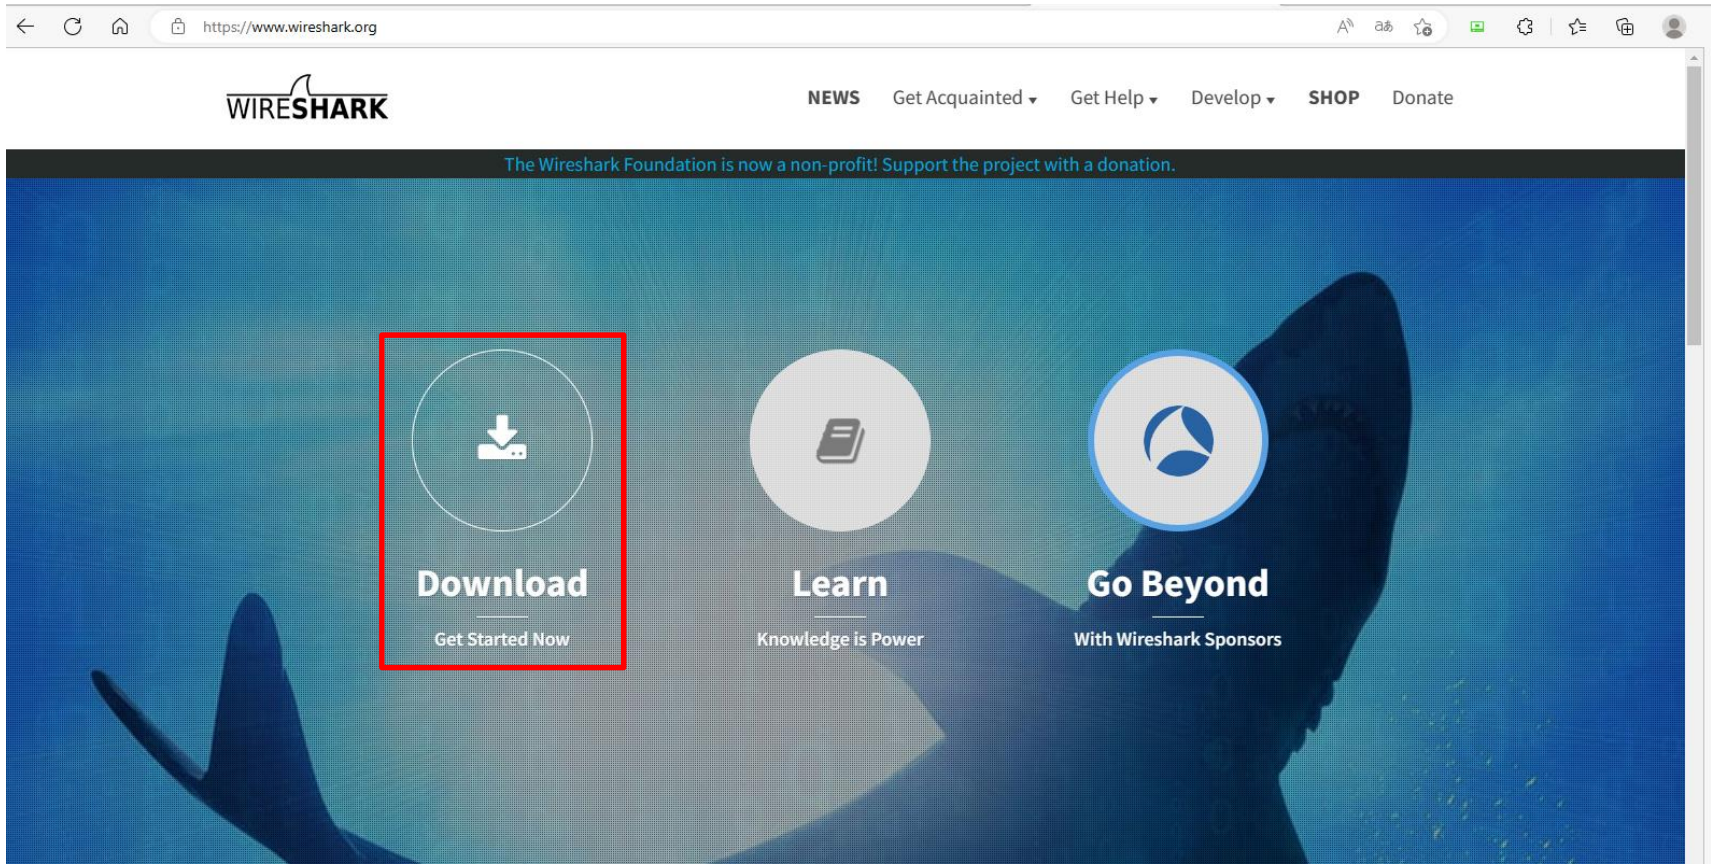 https://www.wireshark.org
WIRESHARK
NEWS Get Acquainted Get Help Develop SHOP Donate
The Wireshark Foundation is now a non-profit! Support the project with a donation.
Download Learn Go Beyond
Get Started Now Knowledge is Power With Wireshark Sponsors